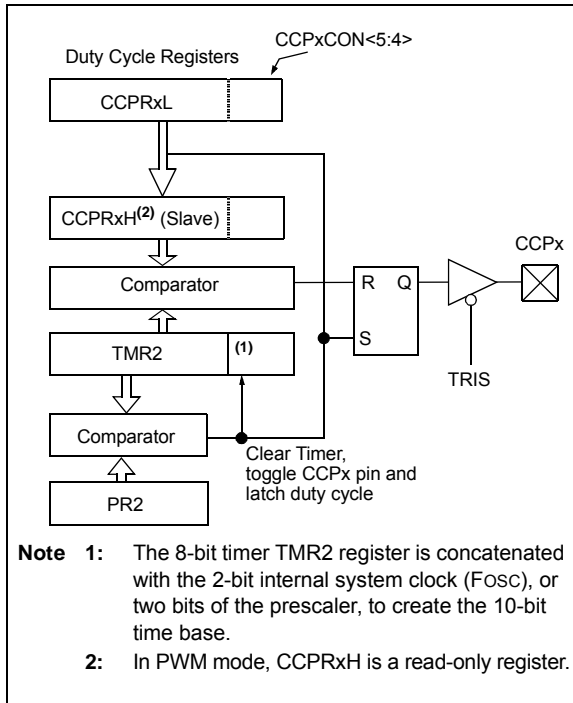 CCPxCON<5:4>
Duty Cycle Registers
CCPRxL
CCPRxH(2) (Slave)
CCPx
Comparator
R Q
S
TMR2 (1)
TRIS
Comparator
Clear Timer,
toggle CCPx pin and
latch duty cycle
PR2
Note 1: The 8-bit timer TMR2 register is concatenated
with the 2-bit internal system clock (FOSC), or
two bits of the prescaler, to create the 10-bit
time base.
2: In PWM mode, CCPRxH is a read-only register.